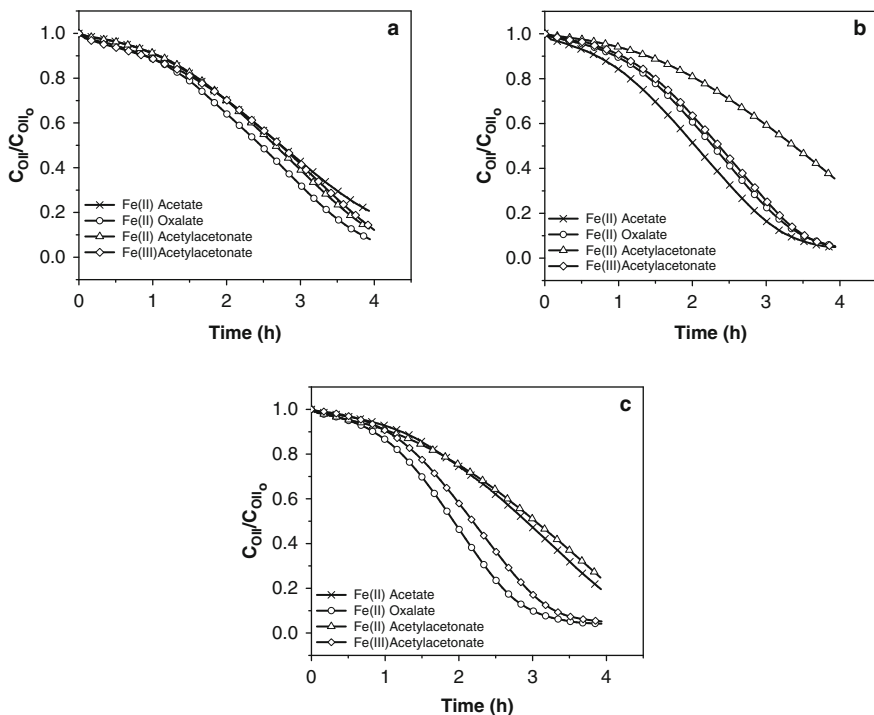 a
1.0
0.8
0.6
0.4
0.2
0.0
C_OII/C_OII_o
Fe(II) Acetate
Fe(II) Oxalate
Fe(II) Acetylacetonate
Fe(III)Acetylacetonate
0 1 2 3 4
Time (h)
b
1.0
0.8
0.6
0.4
0.2
0.0
C_OII/C_OII_o
Fe(II) Acetate
Fe(II) Oxalate
Fe(II) Acetylacetonate
Fe(III)Acetylacetonate
0 1 2 3 4
Time (h)
c
1.0
0.8
0.6
0.4
0.2
0.0
C_OII/C_OII_o
Fe(II) Acetate
Fe(II) Oxalate
Fe(II) Acetylacetonate
Fe(III)Acetylacetonate
0 1 2 3 4
Time (h)